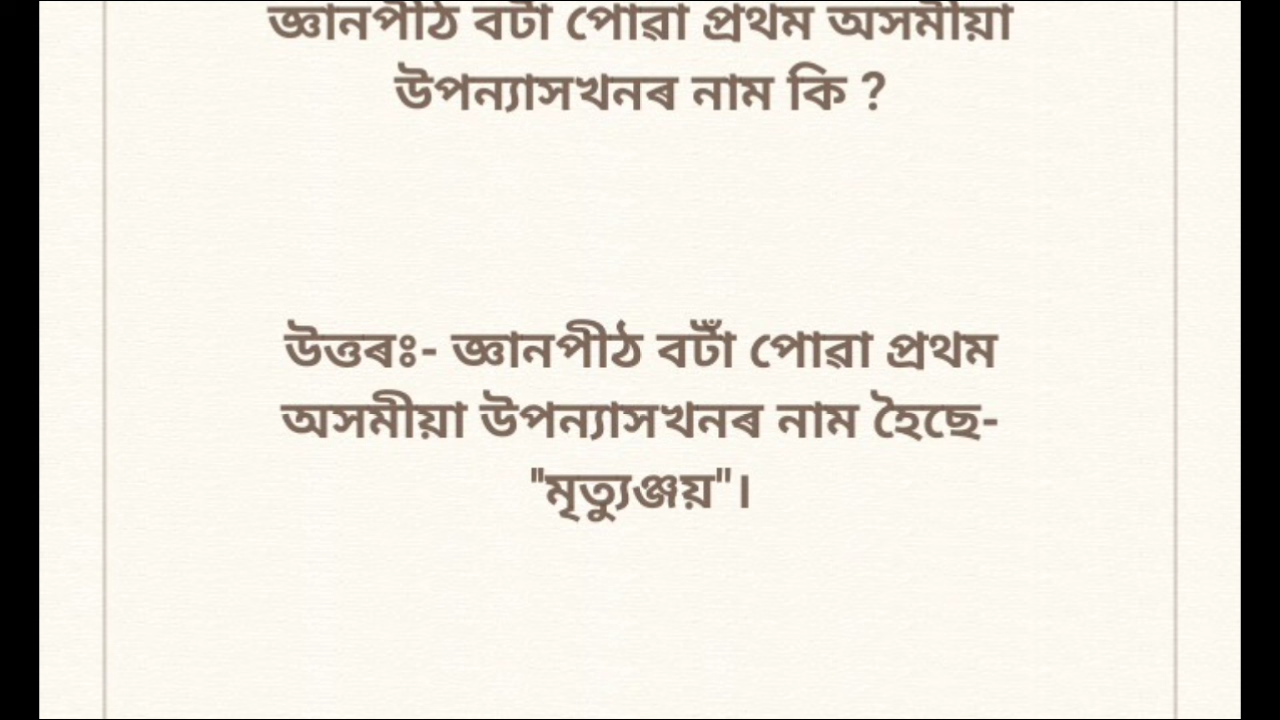 জ্ঞানপীঠ বটা পোৱা প্ৰথম অসমীয়া
উপন্যাসখনৰ নাম কি ?
উত্তৰঃ- জ্ঞানপীঠ বটাঁ পোৱা প্ৰথম
অসমীয়া উপন্যাসখনৰ নাম হৈছে-
"মৃত্যুঞ্জয়"।